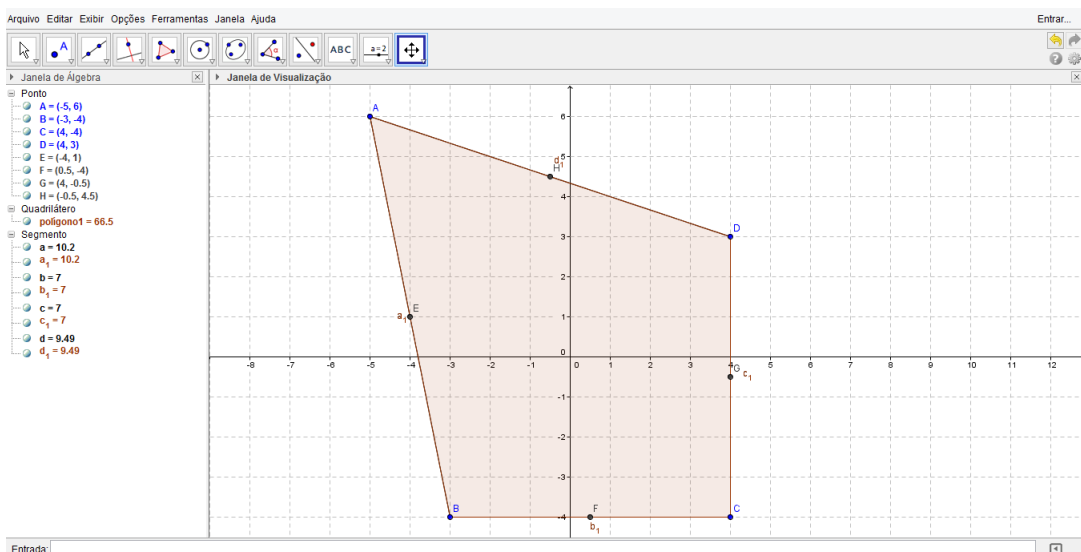 Arquivo Editar Exibir Opções Ferramentas Janela Ajuda
Entrar...
A
α
ABC
a=2
Janela de Álgebra
Janela de Visualização
Ponto
A = (-5, 6)
B = (-3, -4)
C = (4, -4)
D = (4, 3)
E = (-4, 1)
F = (0.5, -4)
G = (4, -0.5)
H = (-0.5, 4.5)
Quadrilátero
polígono1 = 66.5
Segmento
a = 10.2
a₁ = 10.2
b = 7
b₁ = 7
c = 7
c₁ = 7
d = 9.49
d₁ = 9.49
A
6
d₁
5
H
4
D
3
2
E
a₁
1
0
-8 -7 -6 -5 -4 -3 -2 -1 0 1 2 3 4 5 6 7 8 9 10 11 12
G
c₁
-1
-2
-3
B
F
C
-4
b₁
Entrada: